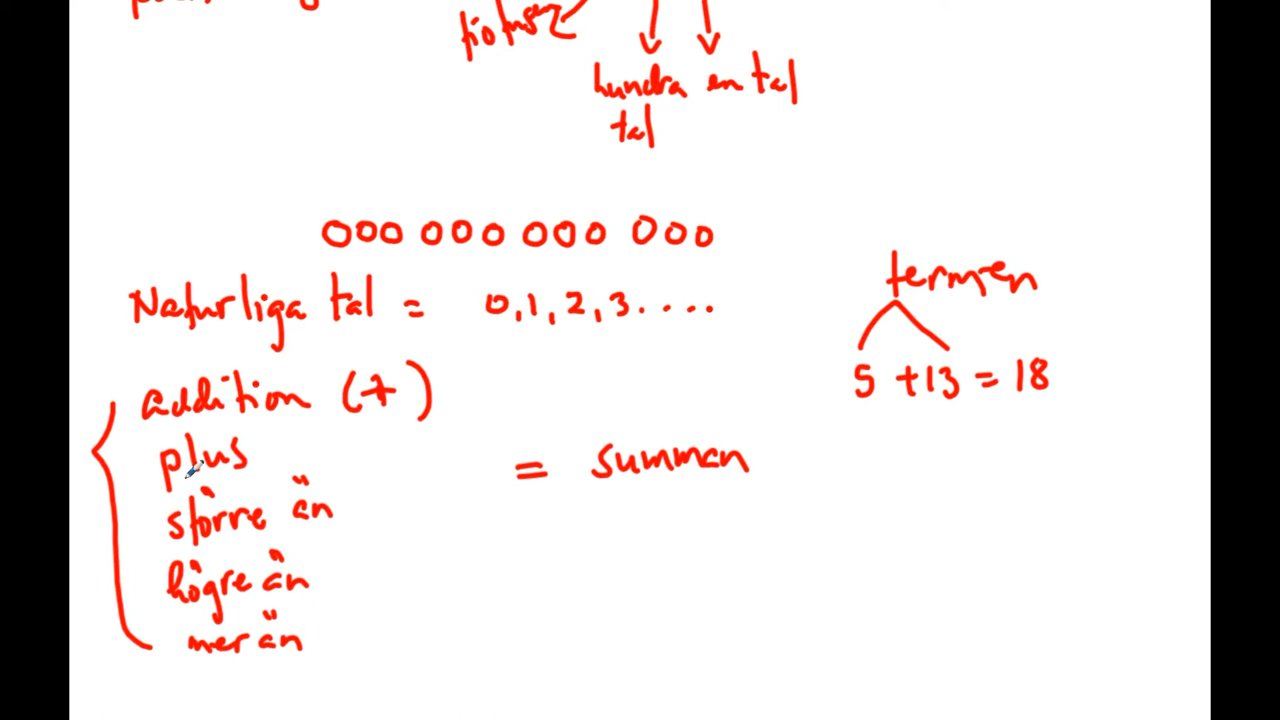 hundra en tal
tal
000 000 000 000
Naturliga tal = 0,1,2,3....
termen
5 +13 = 18
addition (+)
plus
= summan
större än
högre än
mer än